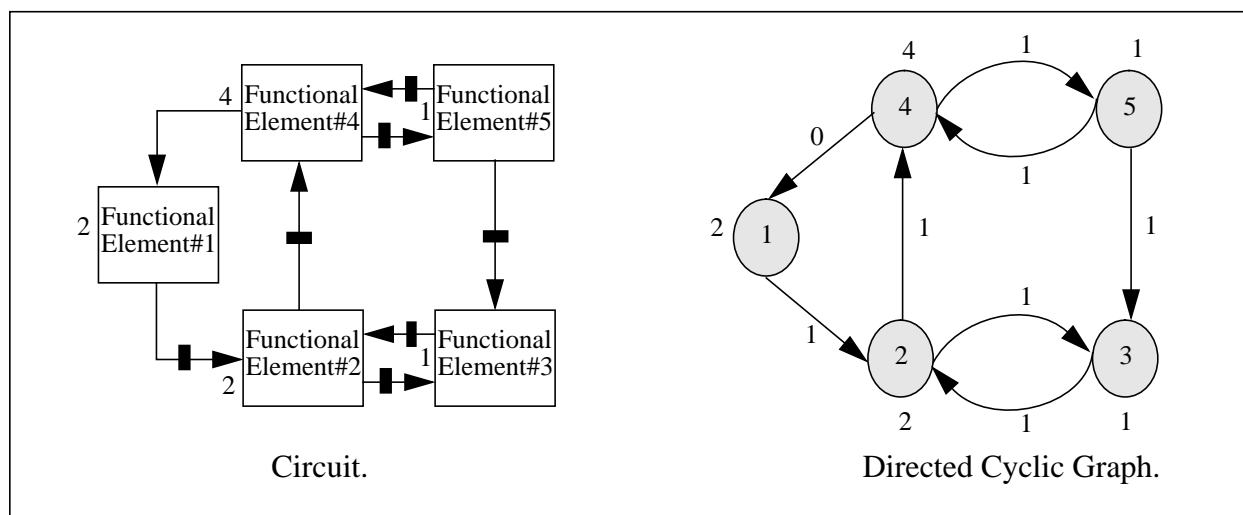 4
Functional
Element#4
1
Functional
Element#5
2
Functional
Element#1
2
Functional
Element#2
1
Functional
Element#3
Circuit.
4
1
1
4
5
0
1
2
1
1
1
1
1
2
3
1
2
1
Directed Cyclic Graph.